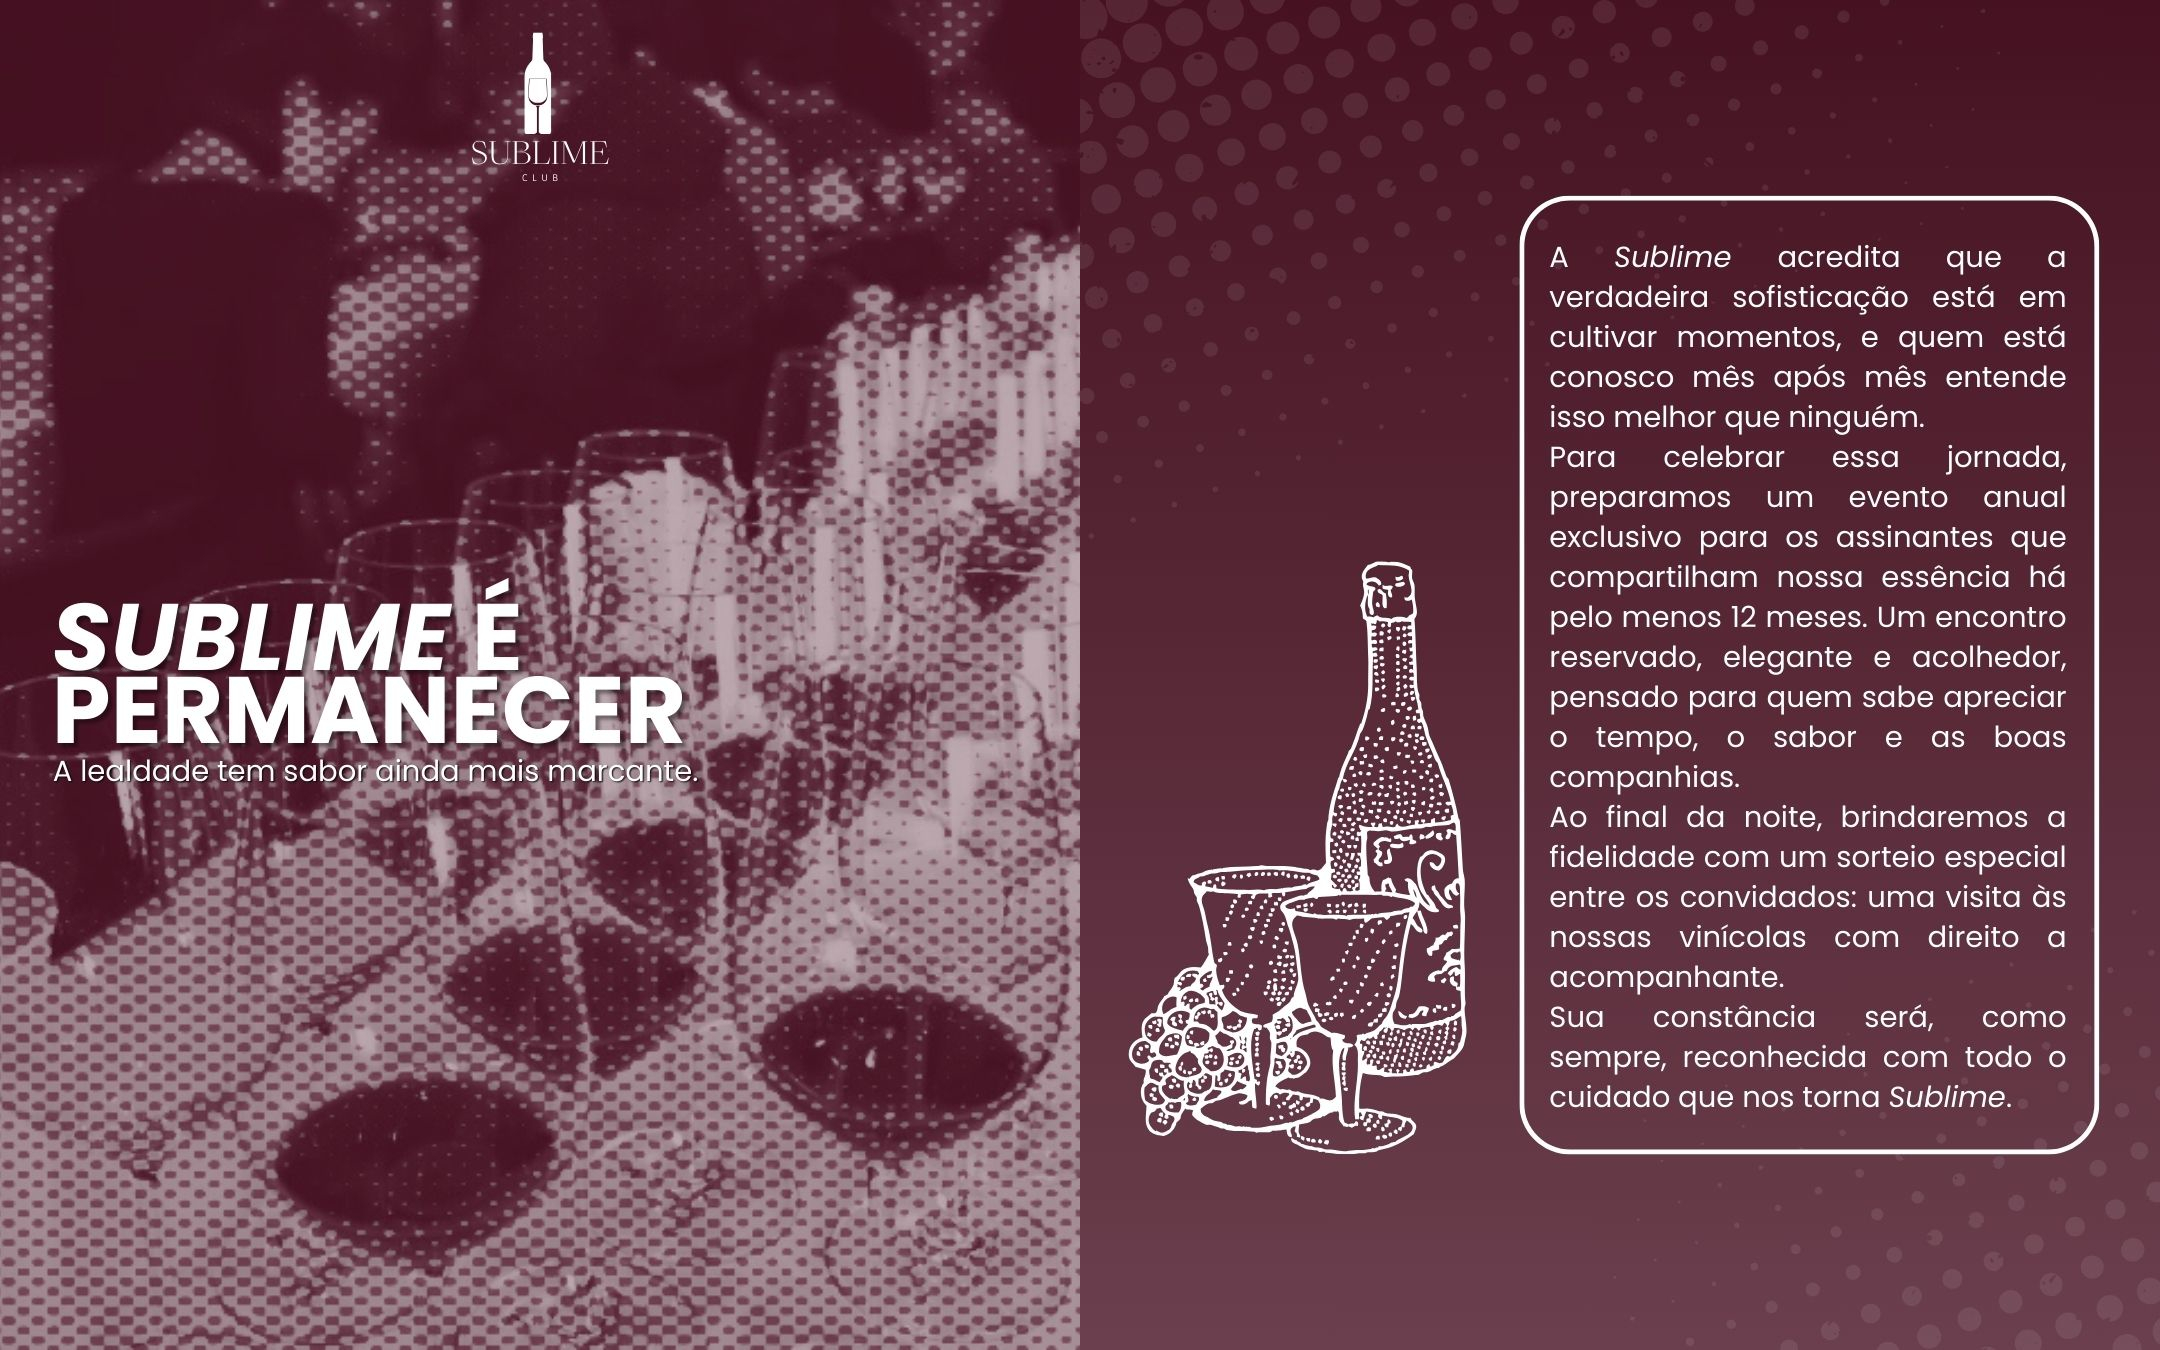 SUBLIME
CLUB
SUBLIME É
PERMANECER
A lealdade tem sabor ainda mais marcante.
A Sublime acredita que a
verdadeira sofisticação está em
cultivar momentos, e quem está
conosco mês após mês entende
isso melhor que ninguém.
Para celebrar essa jornada,
preparamos um evento anual
exclusivo para os assinantes que
compartilham nossa essência há
pelo menos 12 meses. Um encontro
reservado, elegante e acolhedor,
pensado para quem sabe apreciar
o tempo, o sabor e as boas
companhias.
Ao final da noite, brindaremos a
fidelidade com um sorteio especial
entre os convidados: uma visita às
nossas vinícolas com direito a
acompanhante.
Sua constância será, como
sempre, reconhecida com todo o
cuidado que nos torna Sublime.